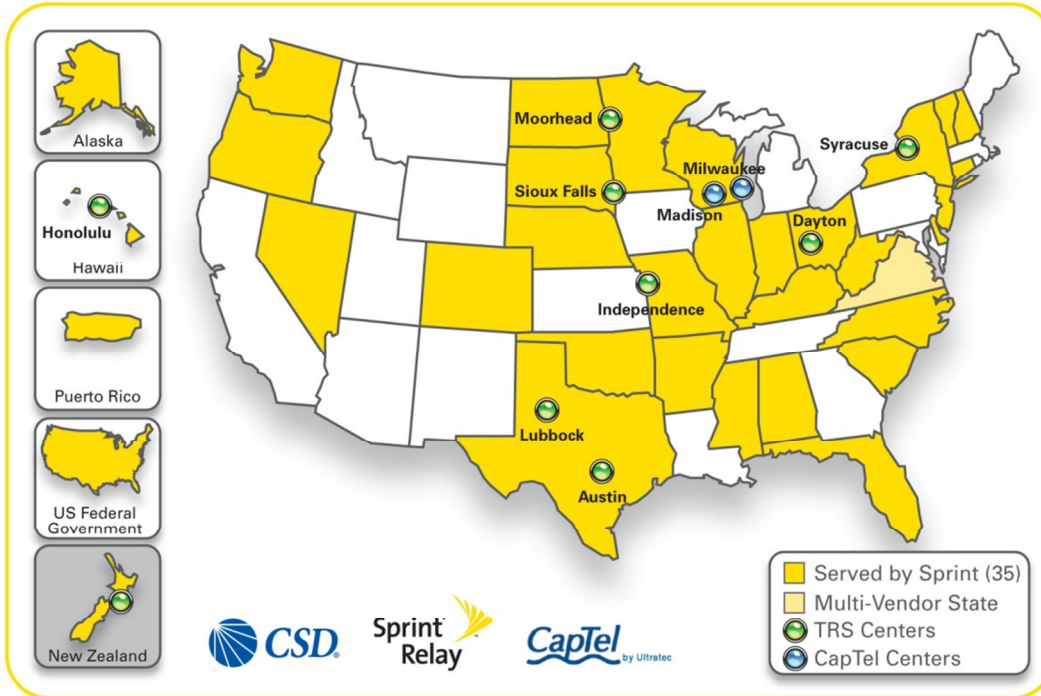 Alaska
Honolulu
Hawaii
Puerto Rico
US Federal
Government
New Zealand
Moorhead
Sioux Falls
Milwaukee
Madison
Syracuse
Dayton
Independence
Lubbock
Austin
CSD®
Sprint
Relay
CapTel
by Ultratec
Served by Sprint (35)
Multi-Vendor State
TRS Centers
CapTel Centers